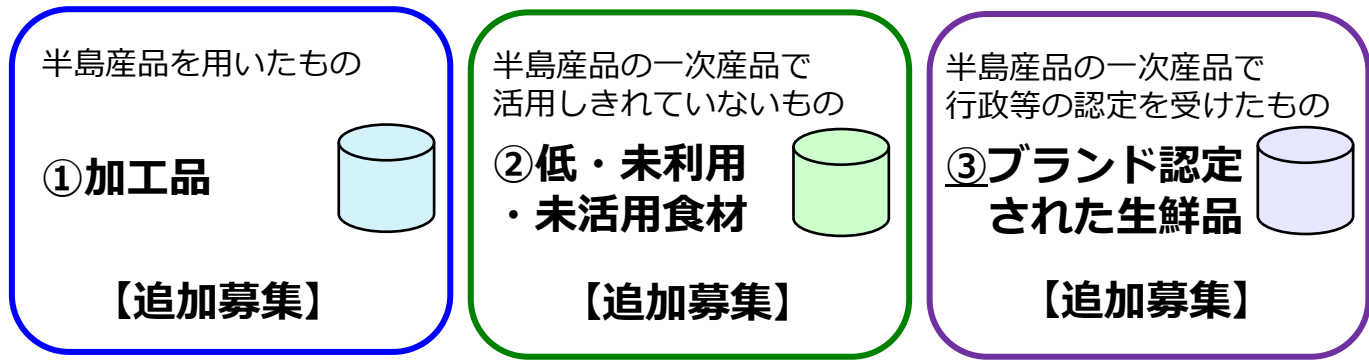 半島産品を用いたもの
①加工品
【追加募集】
半島産品の一次産品で
活用しきれていないもの
②低・未利用
・未活用食材
【追加募集】
半島産品の一次産品で
行政等の認定を受けたもの
③ブランド認定
された生鮮品
【追加募集】